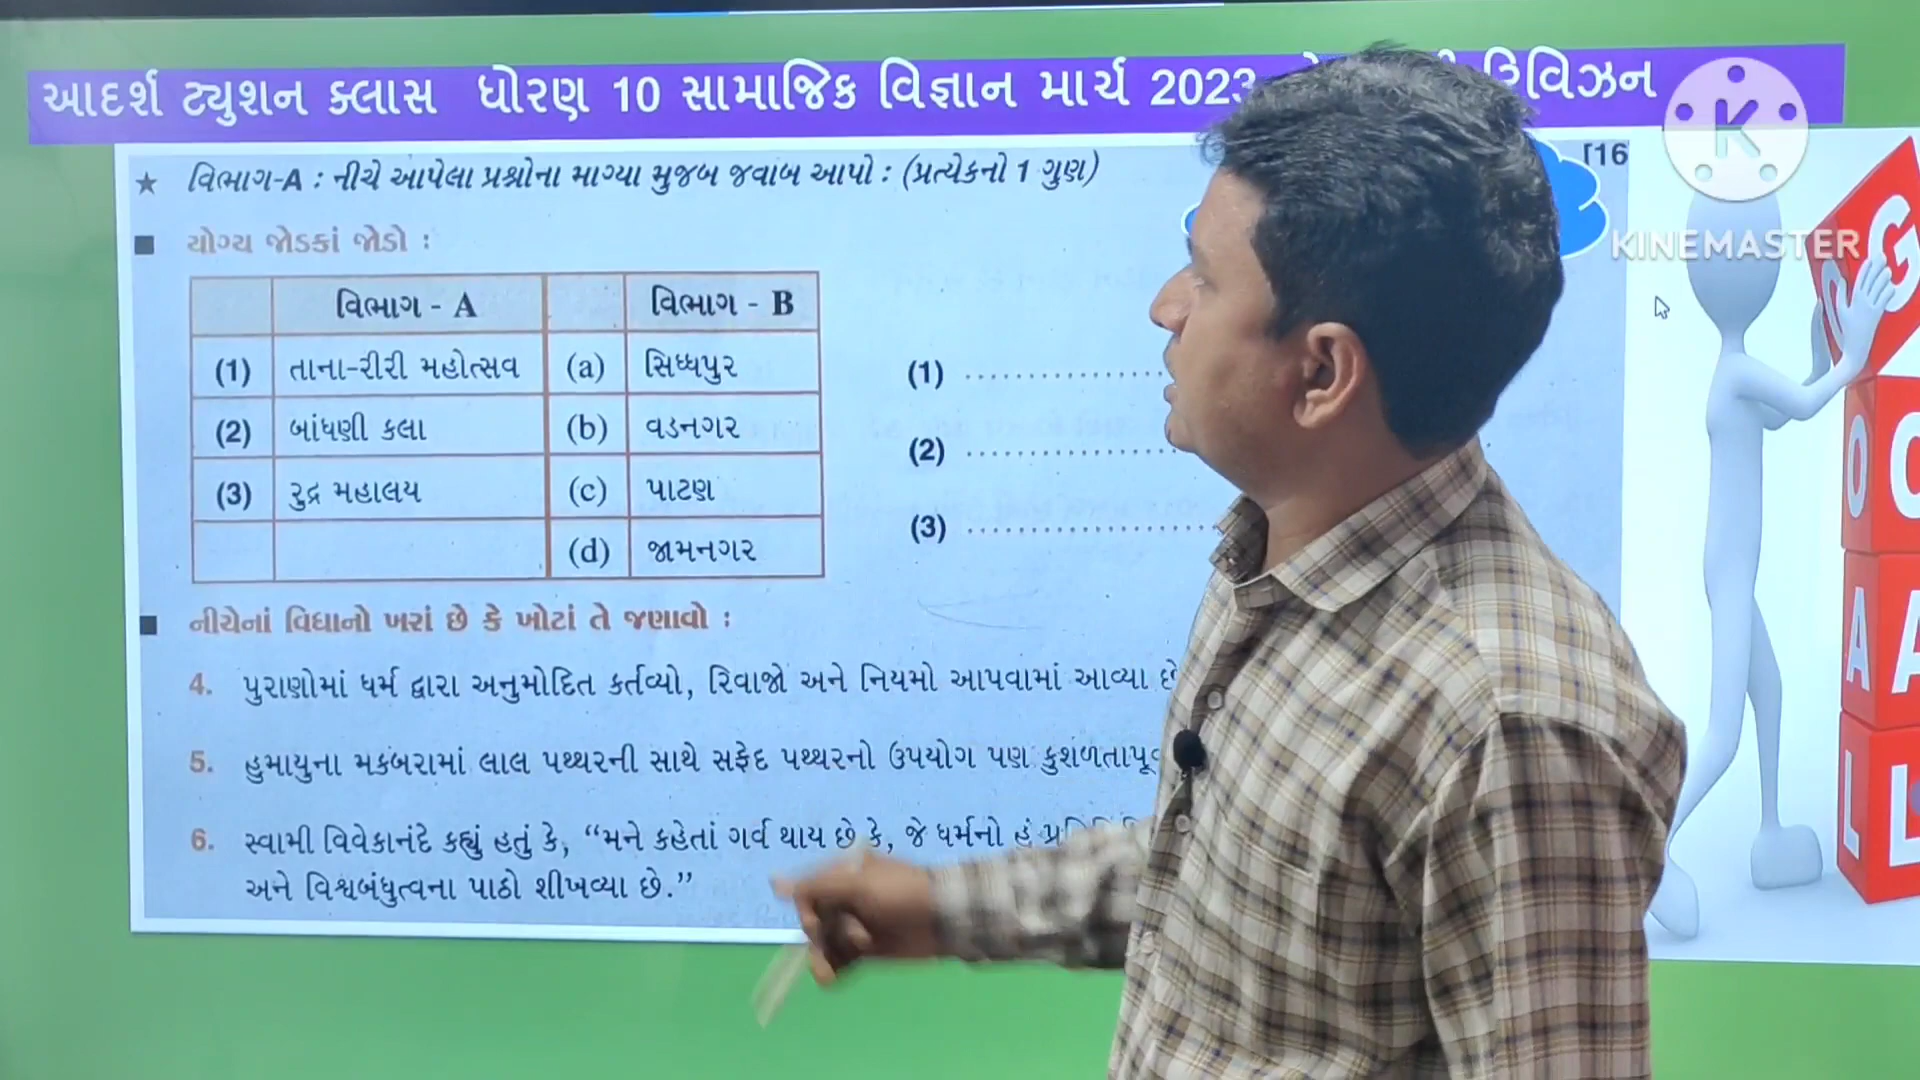 આદર્શ ટ્યુશન ક્લાસ ધોરણ 10 સામાજિક વિજ્ઞાન માર્ચ 2023 રિવિઝન
★ વિભાગ-A : નીચે આપેલા પ્રશ્નોના માગ્યા મુજબ જવાબ આપો : (પ્રત્યેકનો 1 ગુણ) [16
K
KINEMASTER
■ યોગ્ય જોડકાં જોડો :
વિભાગ - A વિભાગ - B
(1) તાના-રીરી મહોત્સવ (a) સિધ્ધપુર (1) ....................
(2) બાંધણી કલા (b) વડનગર (2) ....................
(3) રુદ્ર મહાલય (c) પાટણ (3) ....................
(d) જામનગર
■ નીચેનાં વિધાનો ખરાં છે કે ખોટાં તે જણાવો :
4. પુરાણોમાં ધર્મ દ્વારા અનુમોદિત કર્તવ્યો, રિવાજો અને નિયમો આપવામાં આવ્યા છે
5. હુમાયુના મકબરામાં લાલ પથ્થરની સાથે સફેદ પથ્થરનો ઉપયોગ પણ
6. સ્વામી વિવેકાનંદે કહ્યું હતું કે, “મને કહેતાં ગર્વ થાય છે કે, જે ધર્મનો હું
અને વિશ્વબંધુત્વના પાઠો શીખવ્યા છે.”
G
O
A
L